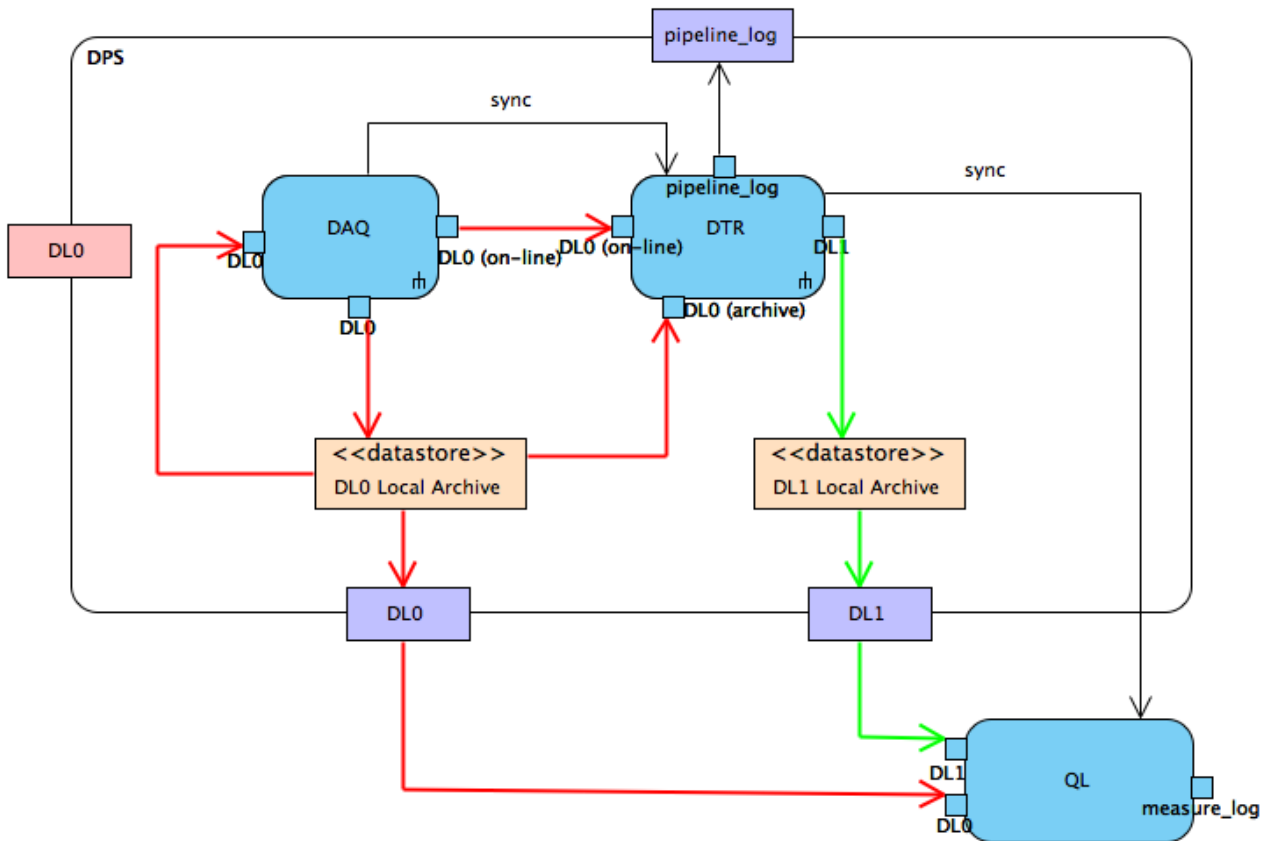 pipeline_log
DPS
sync
pipeline_log
sync
DL0
DAQ
DL0
DL0 (on-line)
DL0 (on-line)
DTR
DL1
DL0
DL0 (archive)
<<datastore>>
DL0 Local Archive
<<datastore>>
DL1 Local Archive
DL0
DL1
DL1
QL
DL0
measure_log